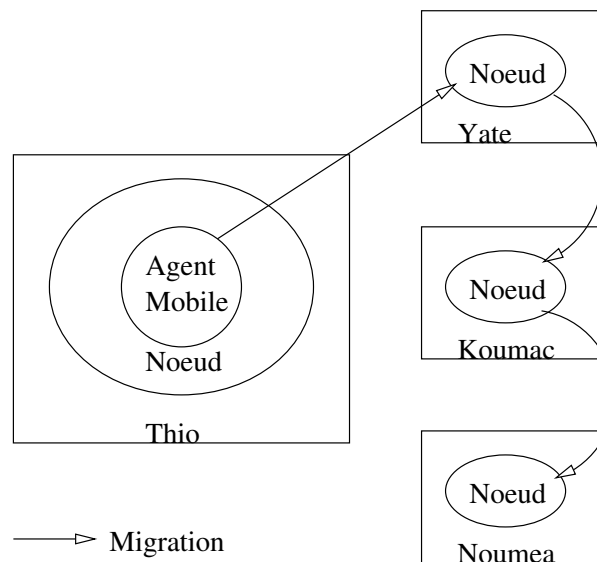 Noeud
Yate
Agent
Mobile
Noeud
Thio
Noeud
Koumac
Noeud
Noumea
Migration